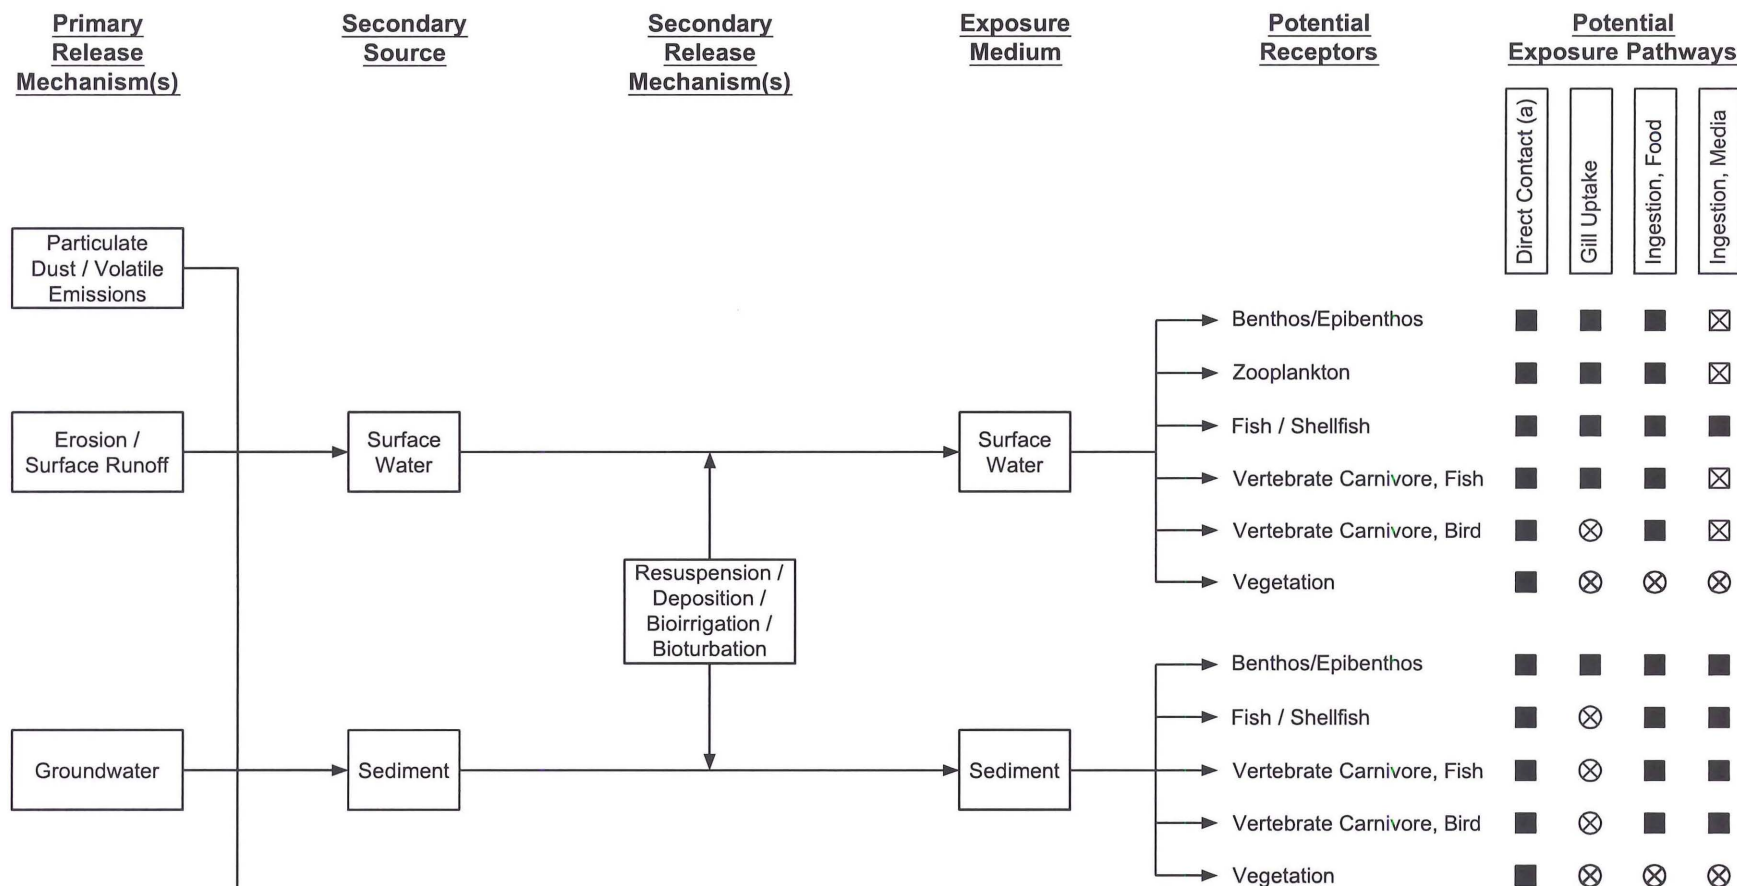 Primary
Release
Mechanism(s)
Secondary
Source
Secondary
Release
Mechanism(s)
Exposure
Medium
Potential
Receptors
Potential
Exposure Pathways
Direct Contact (a)
Gill Uptake
Ingestion, Food
Ingestion, Media
Particulate
Dust / Volatile
Emissions
Erosion /
Surface Runoff
Surface
Water
Surface
Water
Benthos/Epibenthos
Zooplankton
Fish / Shellfish
Vertebrate Carnivore, Fish
Vertebrate Carnivore, Bird
Vegetation
Resuspension /
Deposition /
Bioirrigation /
Bioturbation
Groundwater
Sediment
Sediment
Benthos/Epibenthos
Fish / Shellfish
Vertebrate Carnivore, Fish
Vertebrate Carnivore, Bird
Vegetation